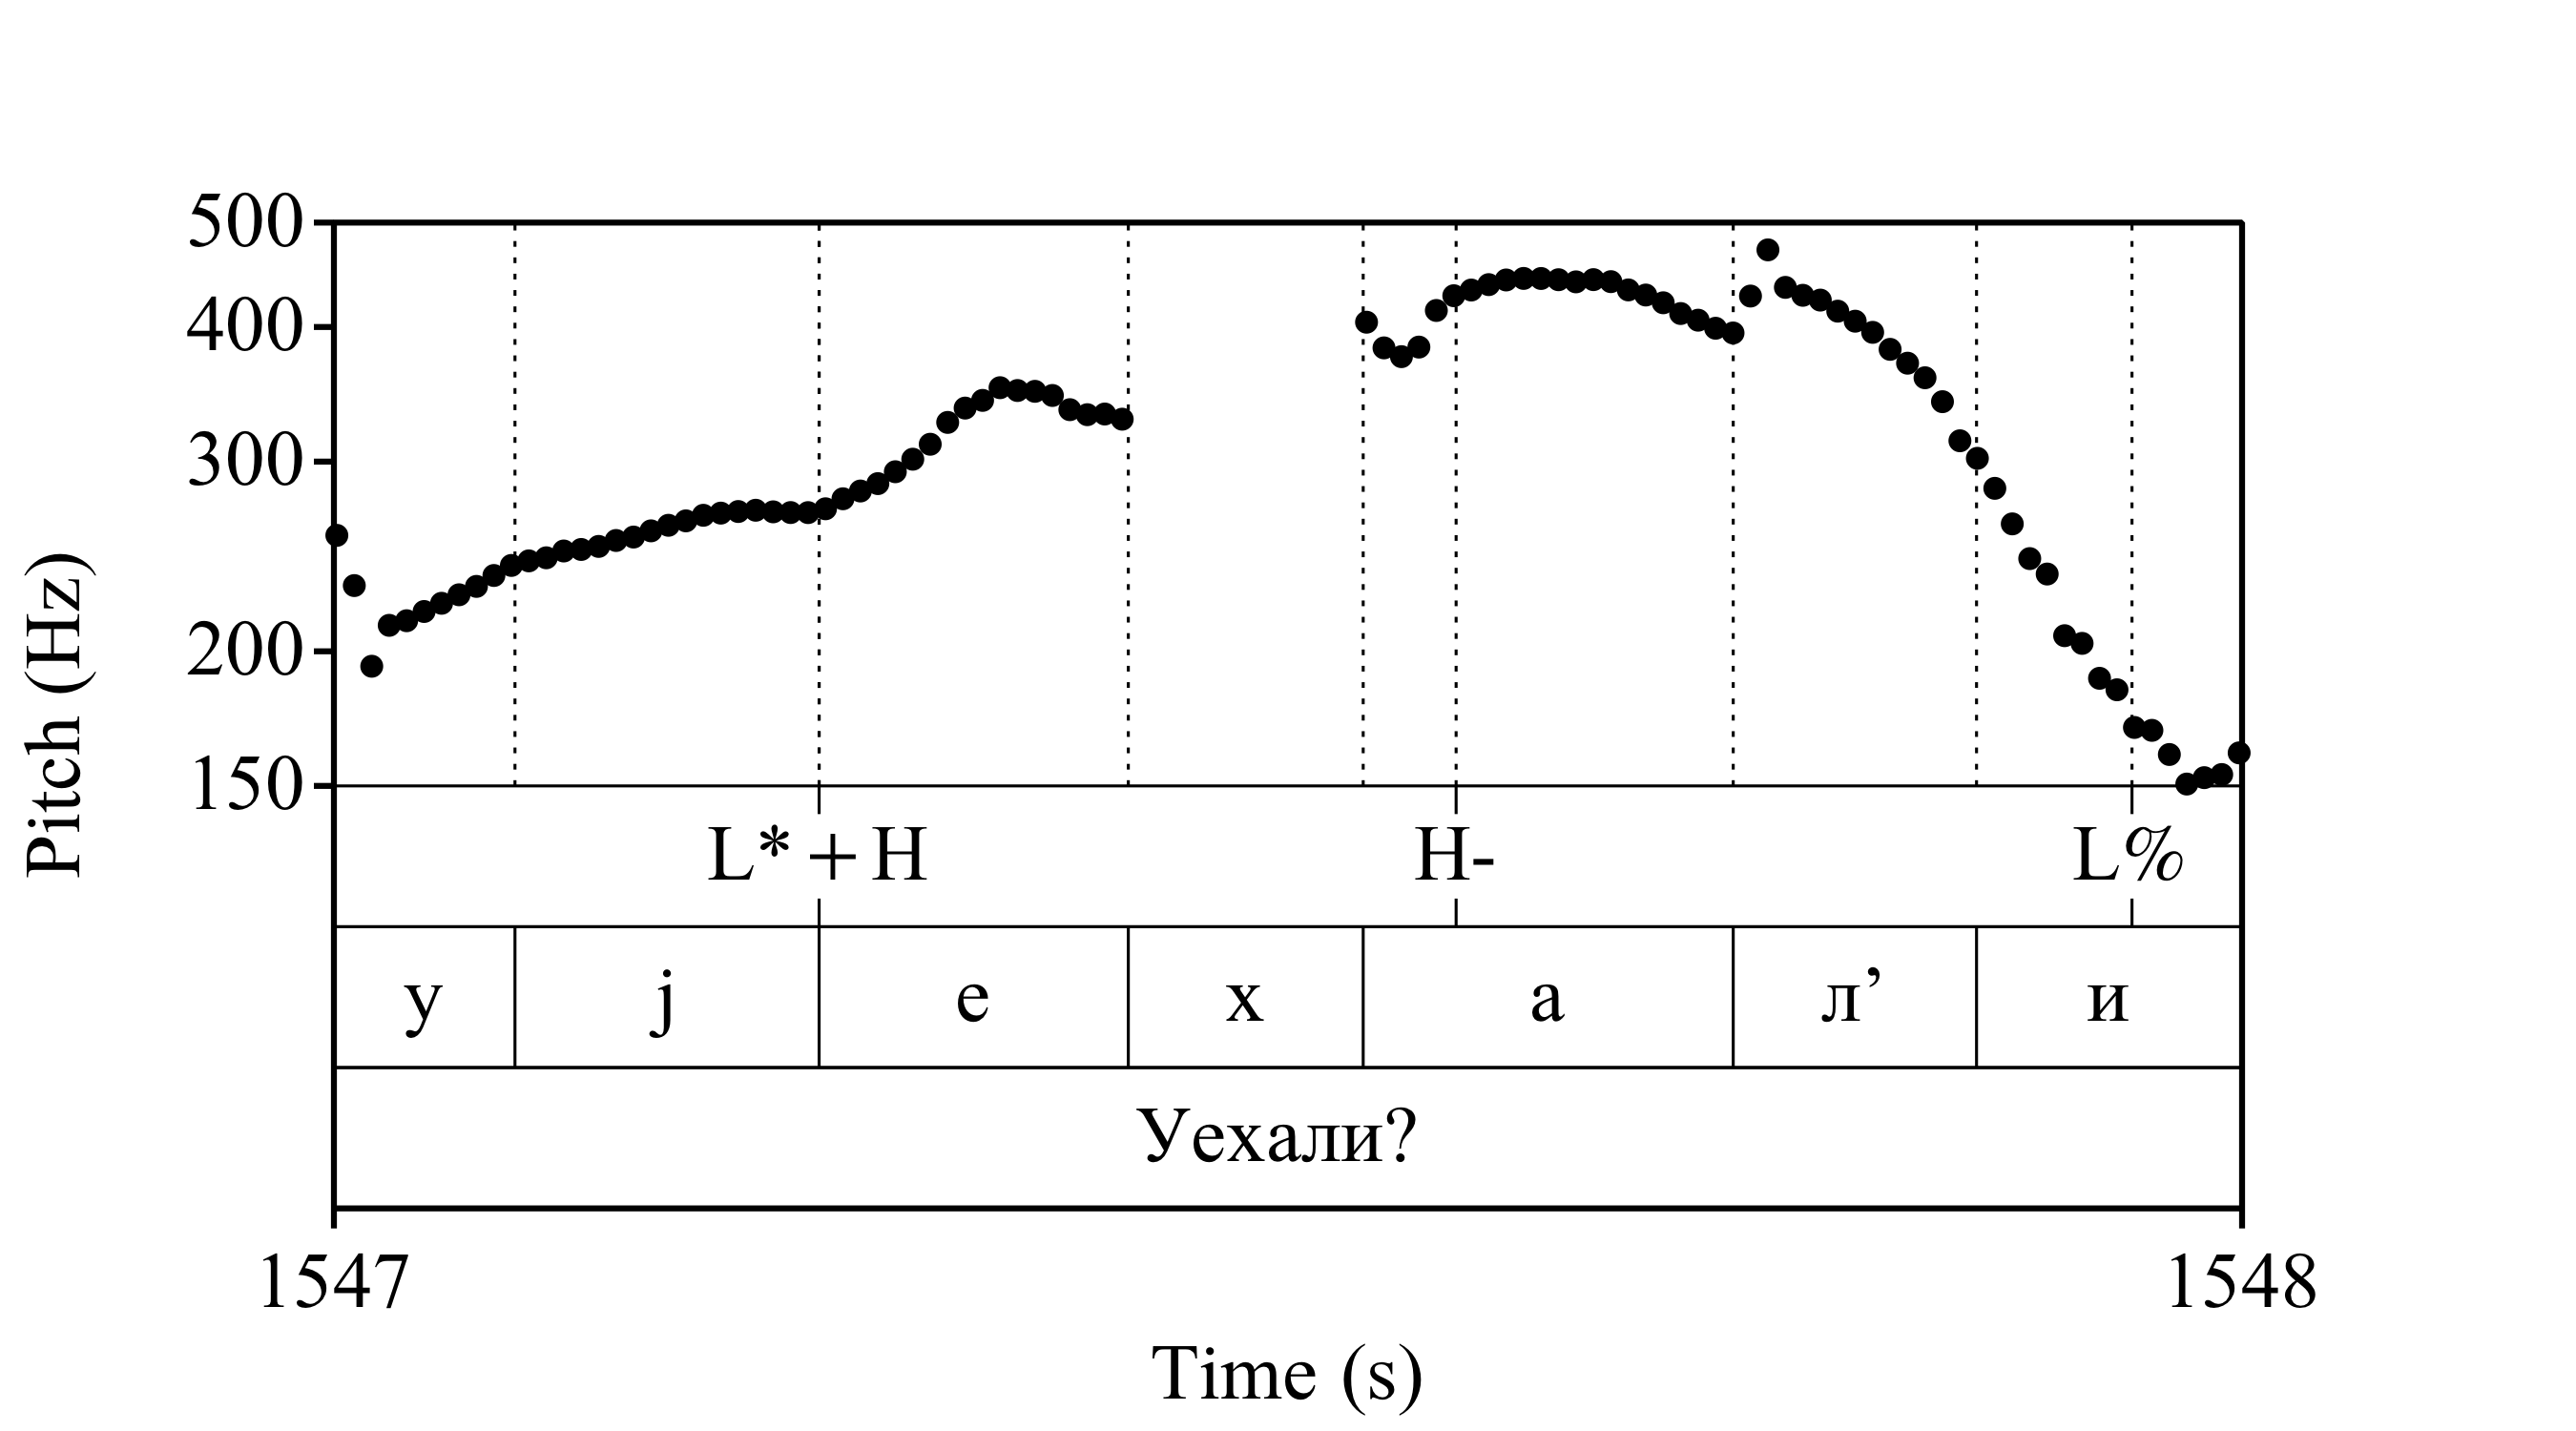 500
400
300
200
150
Pitch (Hz)
L*+H H- L%
у j е х а л’ и
Уехали?
1547 1548
Time (s)